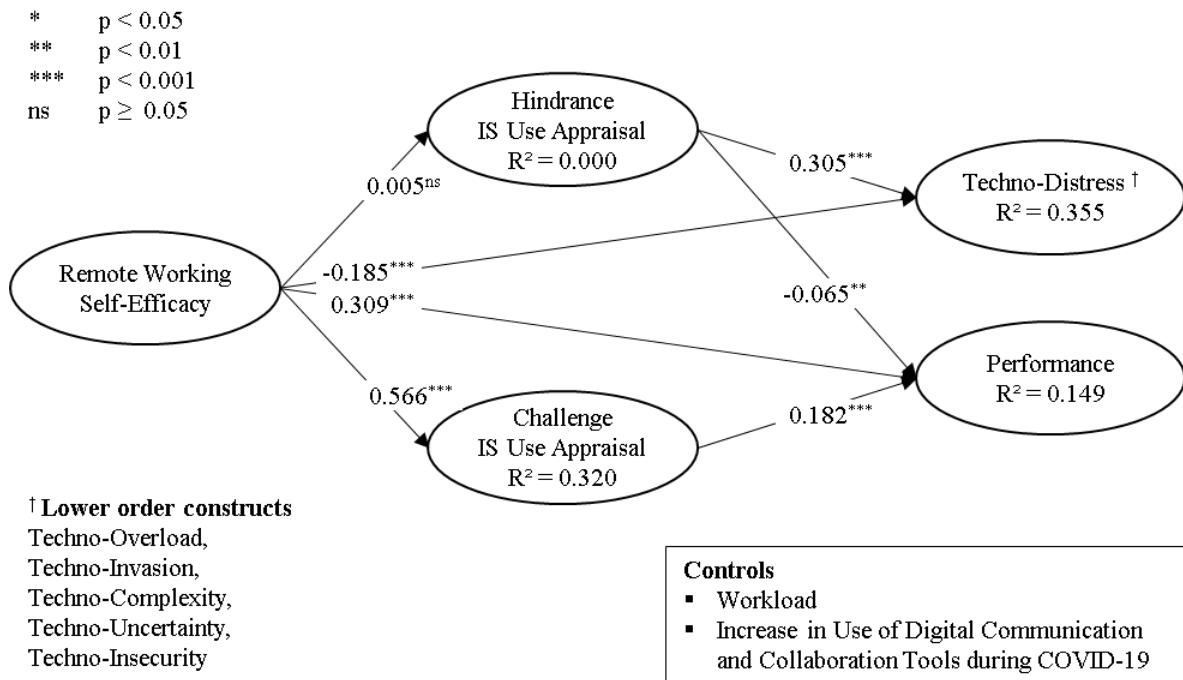 * p < 0.05
** p < 0.01
*** p < 0.001
ns p ≥ 0.05
Hindrance
IS Use Appraisal
R² = 0.000
0.305***
Techno-Distress †
R² = 0.355
0.005ns
Remote Working
Self-Efficacy
-0.185***
0.309***
-0.065**
Performance
R² = 0.149
0.566***
Challenge
IS Use Appraisal
R² = 0.320
0.182***
† Lower order constructs
Techno-Overload,
Techno-Invasion,
Techno-Complexity,
Techno-Uncertainty,
Techno-Insecurity
Controls
▪ Workload
▪ Increase in Use of Digital Communication
and Collaboration Tools during COVID-19